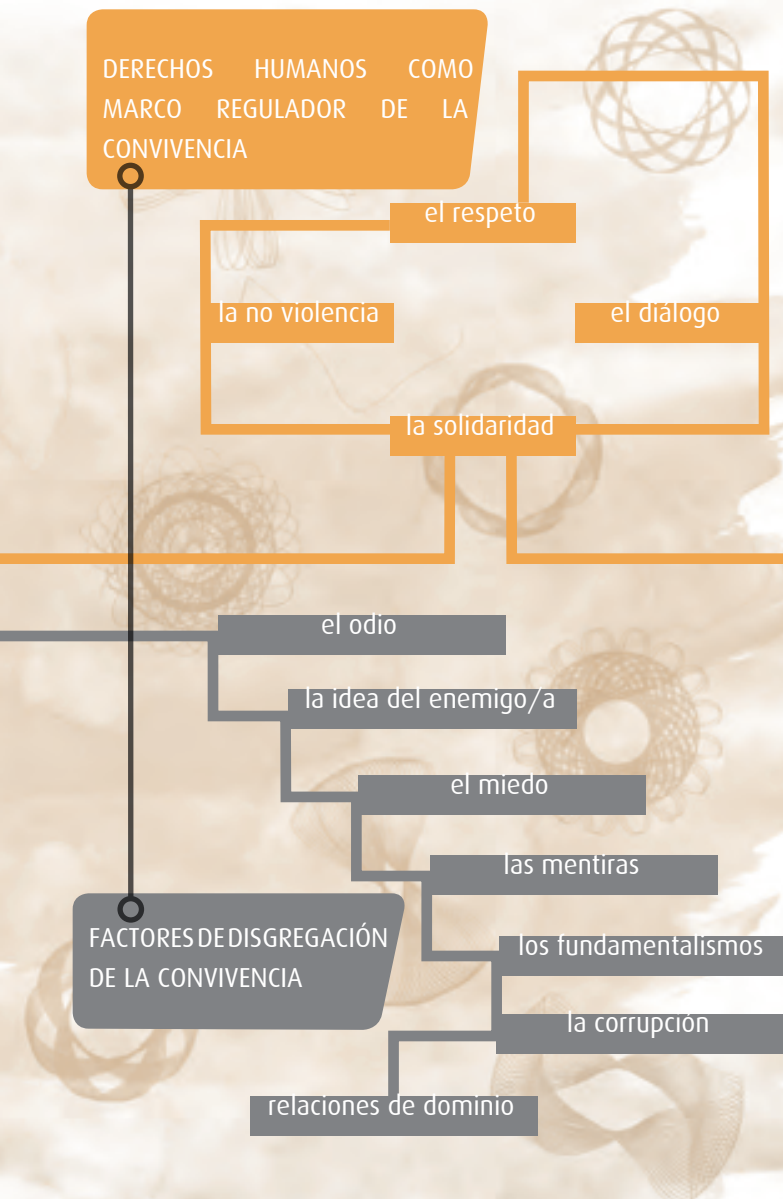 DERECHOS HUMANOS COMO
MARCO REGULADOR DE LA
CONVIVENCIA
el respeto
la no violencia
el diálogo
la solidaridad
el odio
la idea del enemigo/a
el miedo
las mentiras
FACTORES DE DISGREGACIÓN
DE LA CONVIVENCIA
los fundamentalismos
la corrupción
relaciones de dominio